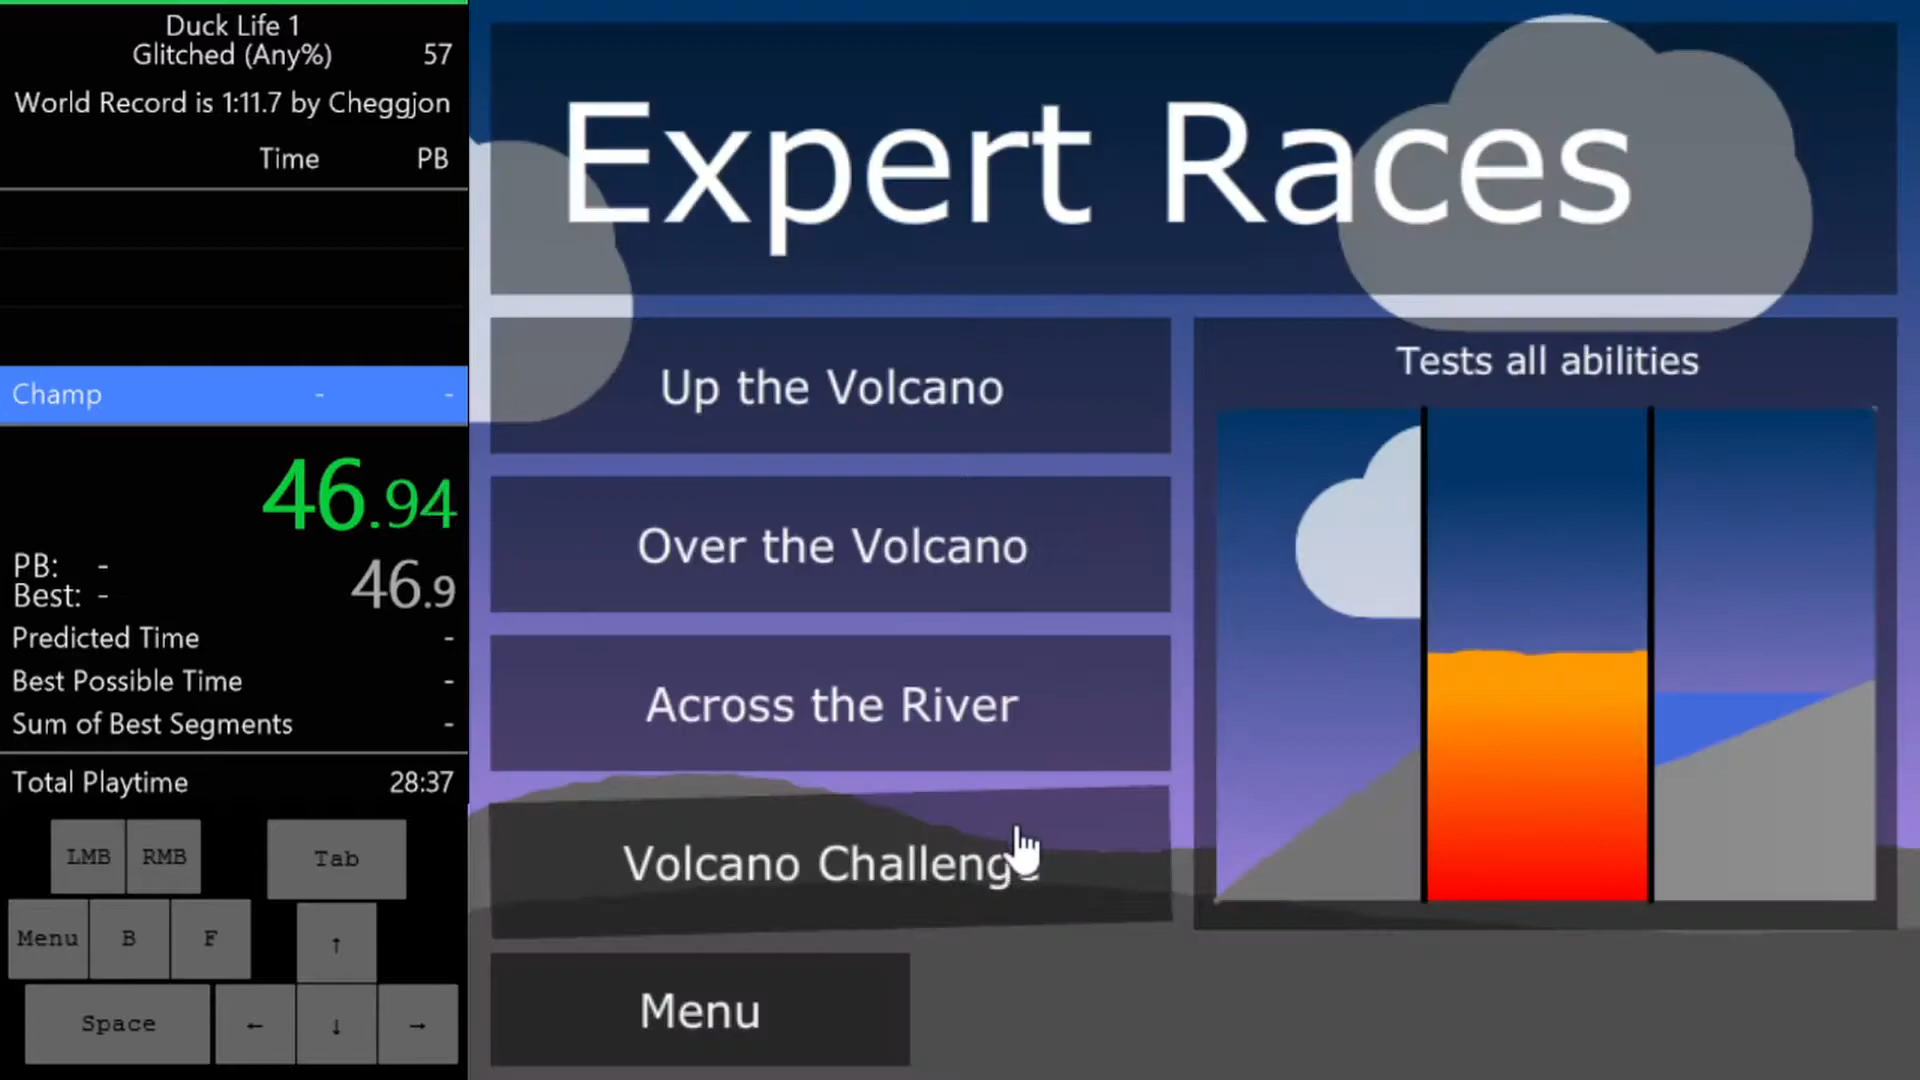 Duck Life 1
Glitched (Any%) 57
World Record is 1:11.7 by Cheggjon
Time PB
Champ - -
46.94
PB: -
Best: - 46.9
Predicted Time -
Best Possible Time -
Sum of Best Segments -
Total Playtime 28:37
LMB RMB Tab
Menu B F ↑
Space ← ↓ →
Expert Races
Up the Volcano
Over the Volcano
Across the River
Volcano Challenge
Menu
Tests all abilities